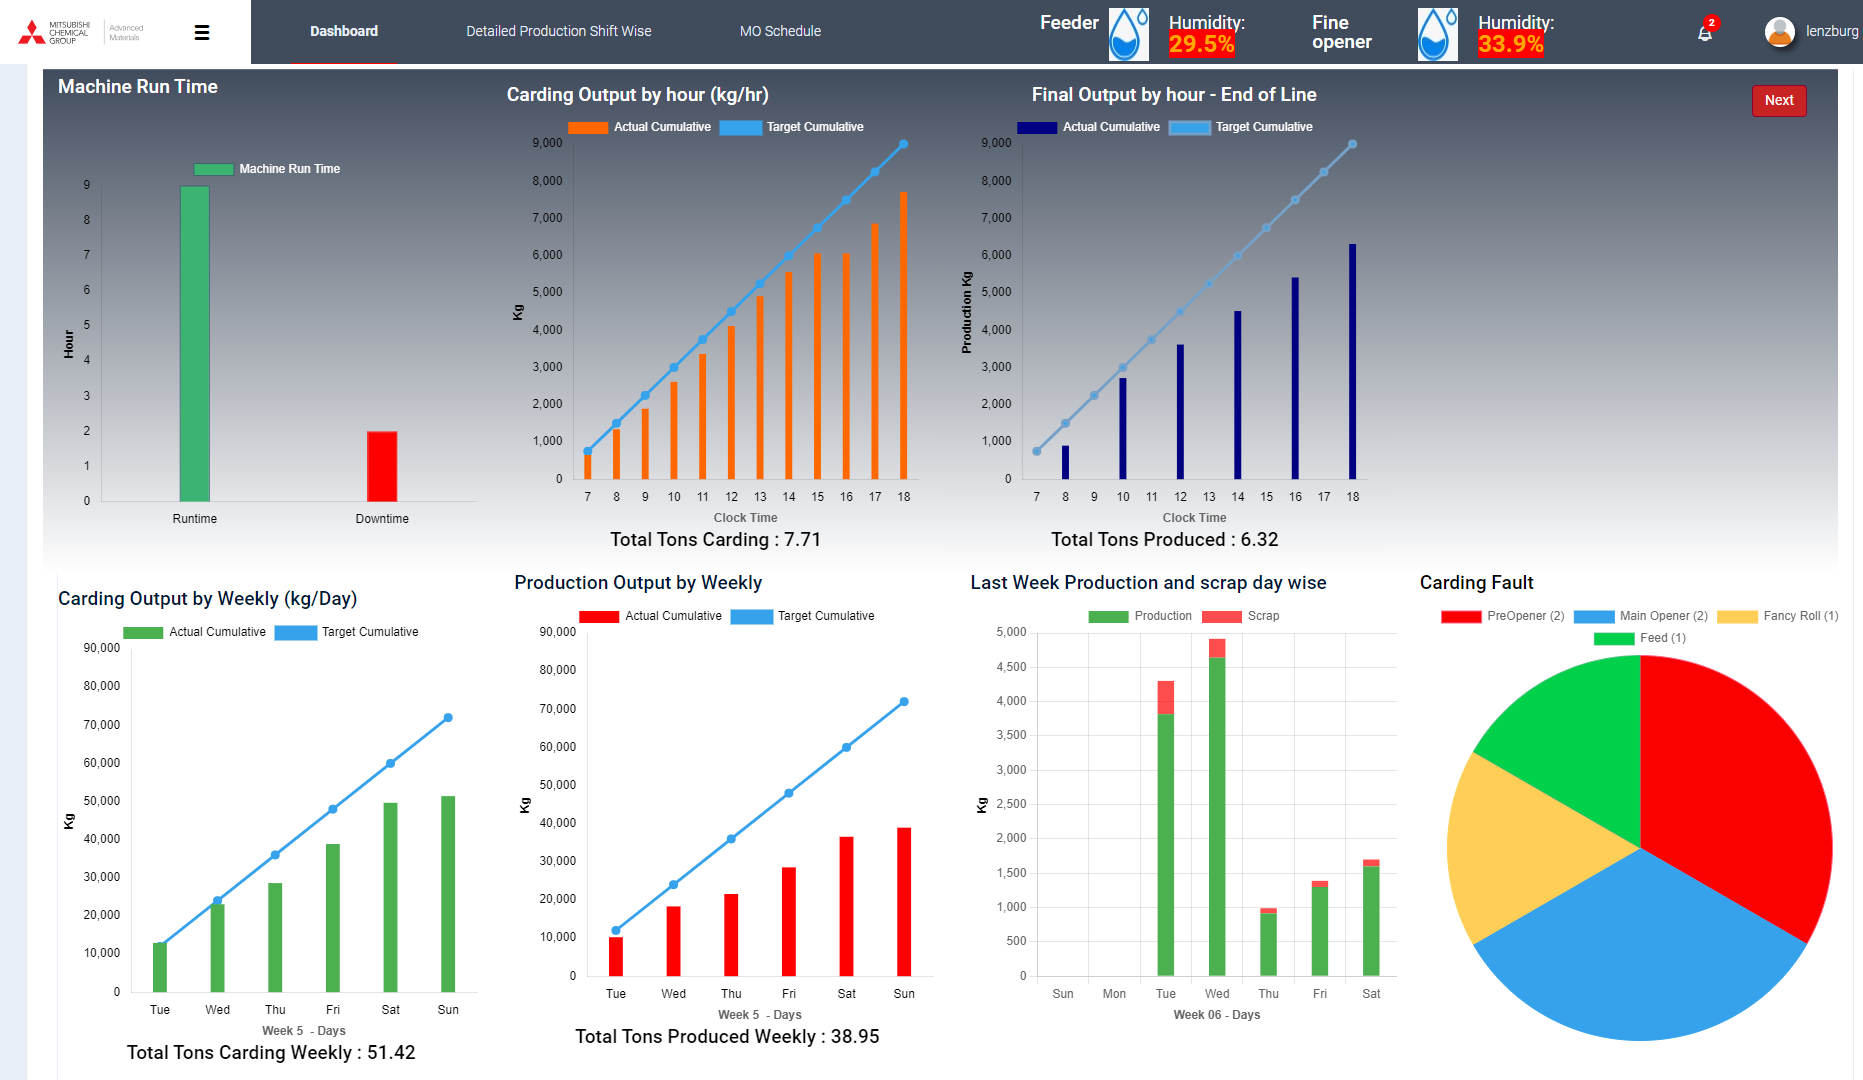 MITSUBISHI
CHEMICAL
GROUP
Advanced
Materials
Dashboard
Detailed Production Shift Wise
MO Schedule
Feeder
Humidity:
29.5%
Fine
opener
Humidity:
33.9%
2
lenzburg
Machine Run Time
Machine Run Time
9
8
7
6
5
4
3
2
1
0
Hour
Runtime Downtime
Carding Output by hour (kg/hr)
Actual Cumulative Target Cumulative
9,000
8,000
7,000
6,000
5,000
4,000
3,000
2,000
1,000
0
Kg
7 8 9 10 11 12 13 14 15 16 17 18
Clock Time
Total Tons Carding : 7.71
Final Output by hour - End of Line
Actual Cumulative Target Cumulative
9,000
8,000
7,000
6,000
5,000
4,000
3,000
2,000
1,000
0
Production Kg
7 8 9 10 11 12 13 14 15 16 17 18
Clock Time
Total Tons Produced : 6.32
Next
Carding Output by Weekly (kg/Day)
Actual Cumulative Target Cumulative
90,000
80,000
70,000
60,000
50,000
40,000
30,000
20,000
10,000
0
Kg
Tue Wed Thu Fri Sat Sun
Week 5 - Days
Total Tons Carding Weekly : 51.42
Production Output by Weekly
Actual Cumulative Target Cumulative
90,000
80,000
70,000
60,000
50,000
40,000
30,000
20,000
10,000
0
Kg
Tue Wed Thu Fri Sat Sun
Week 5 - Days
Total Tons Produced Weekly : 38.95
Last Week Production and scrap day wise
Production Scrap
5,000
4,500
4,000
3,500
3,000
2,500
2,000
1,500
1,000
500
0
Kg
Sun Mon Tue Wed Thu Fri Sat
Week 06 - Days
Carding Fault
PreOpener (2) Main Opener (2) Fancy Roll (1)
Feed (1)